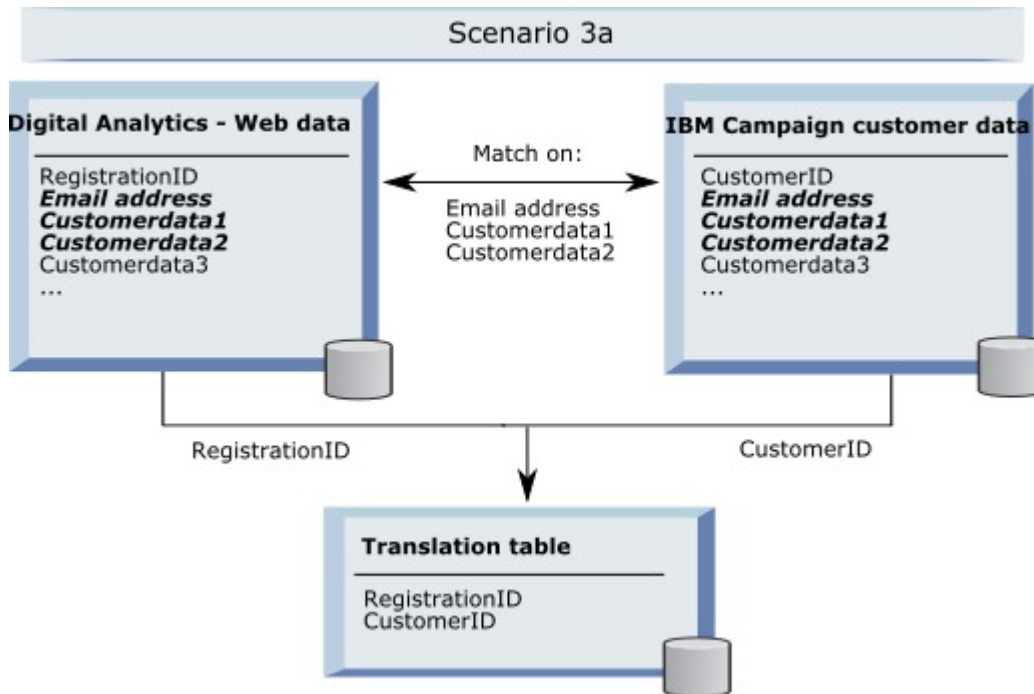 Scenario 3a
Digital Analytics - Web data
RegistrationID
Email address
Customerdata1
Customerdata2
Customerdata3
...
Match on:
Email address
Customerdata1
Customerdata2
IBM Campaign customer data
CustomerID
Email address
Customerdata1
Customerdata2
Customerdata3
...
RegistrationID
CustomerID
Translation table
RegistrationID
CustomerID